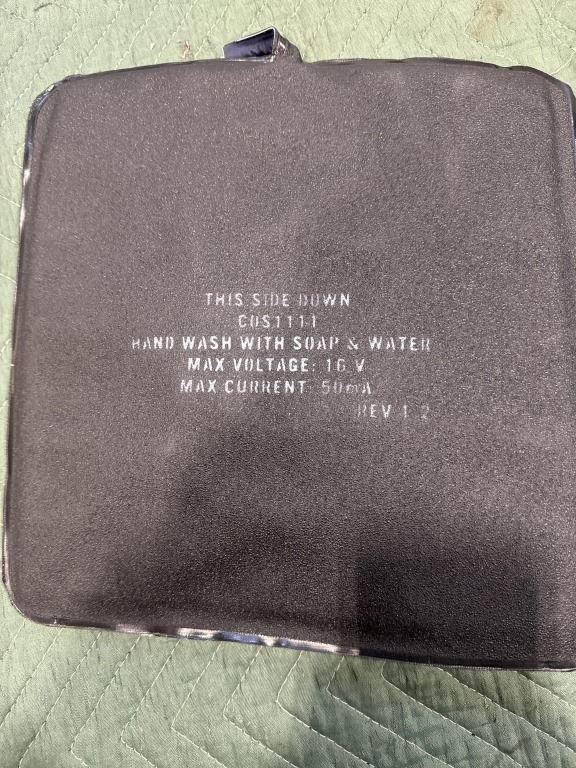 THIS SIDE DOWN
COS1111
HAND WASH WITH SOAP & WATER
MAX VOLTAGE: 16 V
MAX CURRENT: 50mA
REV 1.2